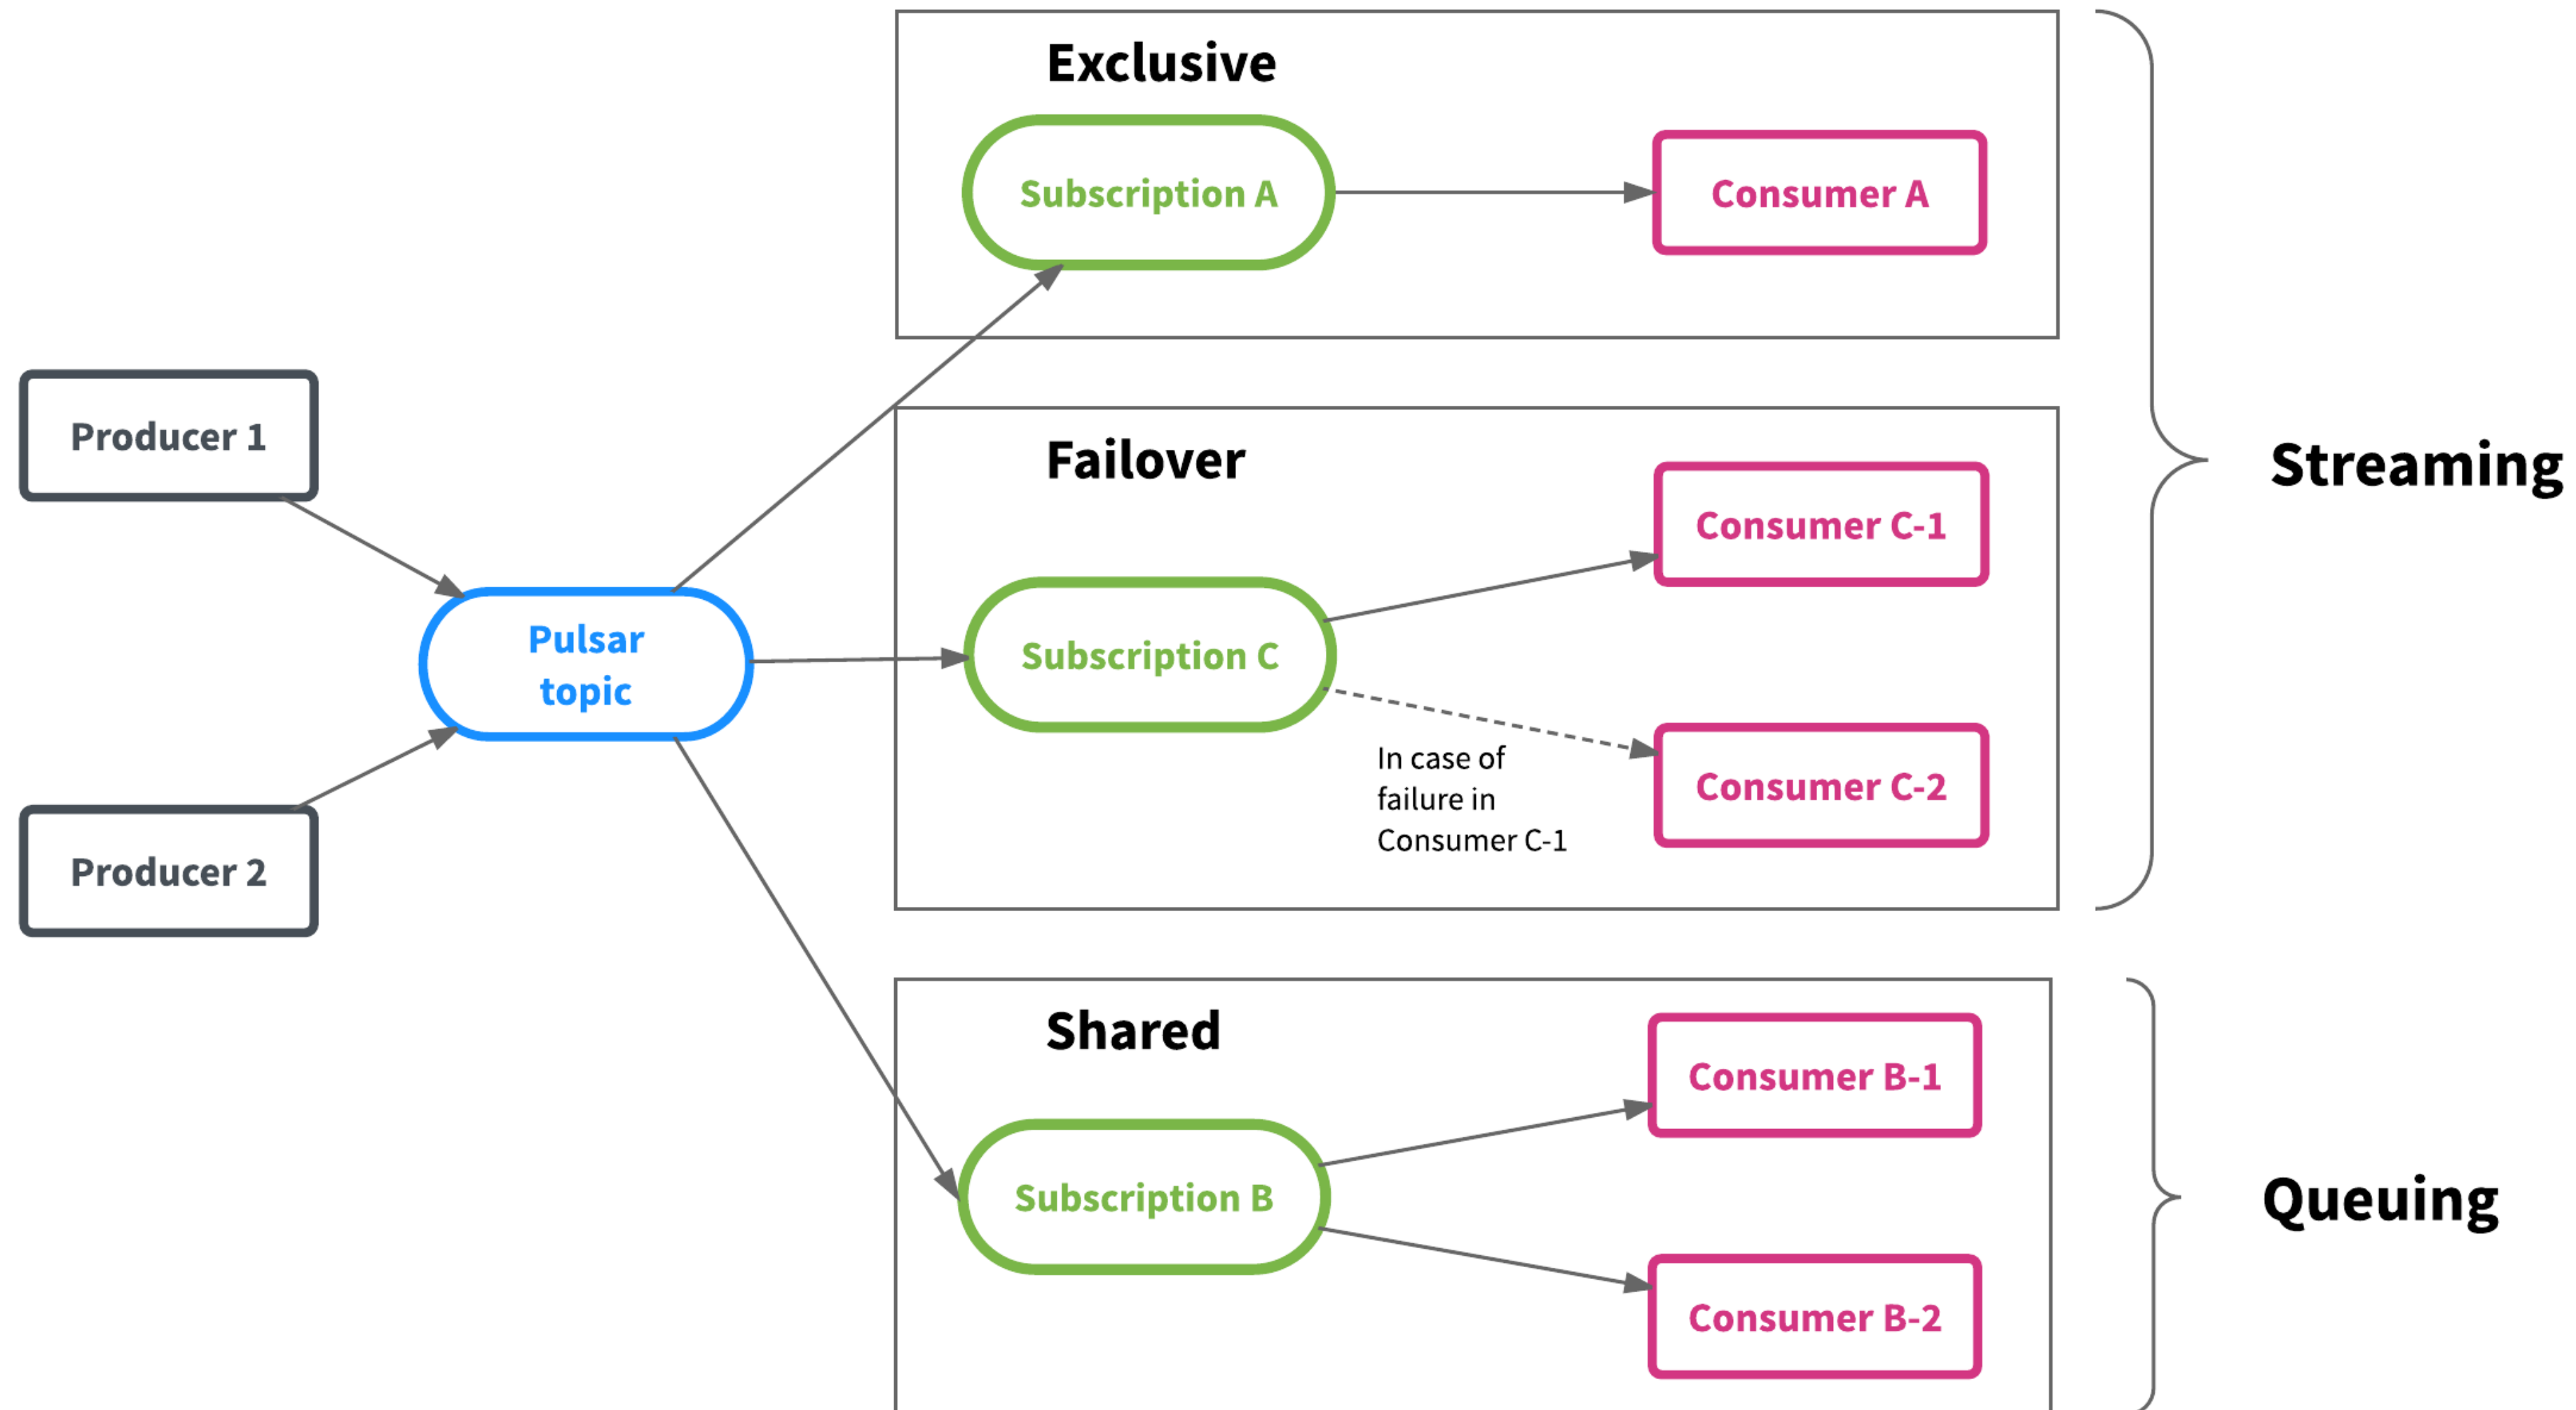 Exclusive
Subscription A
Consumer A
Producer 1
Failover
Consumer C-1
Streaming
Pulsar
topic
Subscription C
In case of
failure in
Consumer C-1
Consumer C-2
Producer 2
Shared
Consumer B-1
Subscription B
Queuing
Consumer B-2